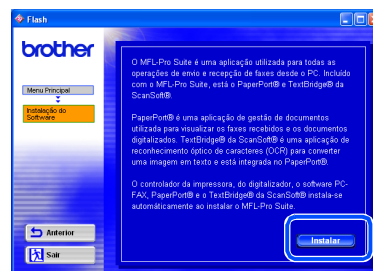 Flash
brother
Menu Principal
Instalação do
Software
O MFL-Pro Suite é uma aplicação utilizada para todas as
operações de envio e recepção de faxes desde o PC. Incluído
com o MFL-Pro Suite, está o PaperPort® e TextBridge® da
ScanSoft®.
PaperPort® é uma aplicação de gestão de documentos
utilizada para visualizar os faxes recebidos e os documentos
digitalizados. TextBridge® da ScanSoft® é uma aplicação de
reconhecimento óptico de caracteres (OCR) para converter
uma imagem em texto e está integrada no PaperPort®.
O controlador da impressora, do digitalizador, o software PC-
FAX, PaperPort® e o TextBridge® da ScanSoft® instala-se
automáticamente ao instalar o MFL-Pro Suite.
Anterior
Sair
Instalar